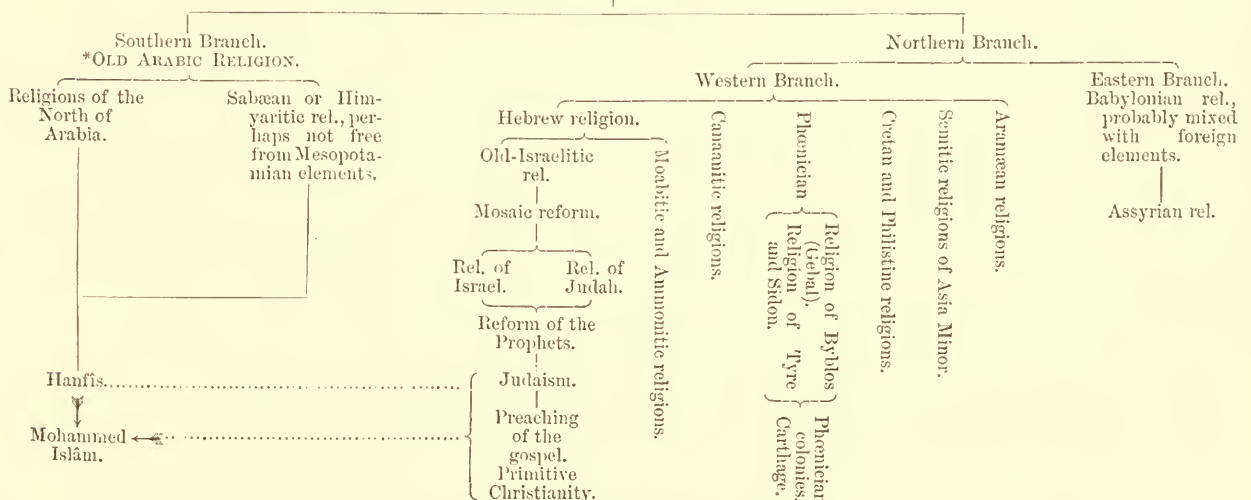 Southern Branch.
*OLD ARABIC RELIGION.
Religions of the
North of
Arabia.
Sabæan or Him-
yaritic rel., per-
haps not free
from Mesopota-
mian elements.
Hanfîs
Mohammed
Islâm.
Northern Branch.
Western Branch.
Hebrew religion.
Old-Israelitic
rel.
Mosaic reform.
Rel. of
Israel.
Rel. of
Judah.
Reform of the
Prophets.
Judaism.
Preaching
of the
gospel.
Primitive
Christianity.
Moabitic and Ammonitic religions.
Canaanitic religions.
Phœnician
Religion of Byblos
(Gebal).
Religion of Tyre
and Sidon.
Phœnician
colonies.
Carthage.
Cretan and Philistine religions.
Semitic religions of Asia Minor.
Aramæan religions.
Eastern Branch.
Babylonian rel.,
probably mixed
with foreign
elements.
Assyrian rel.